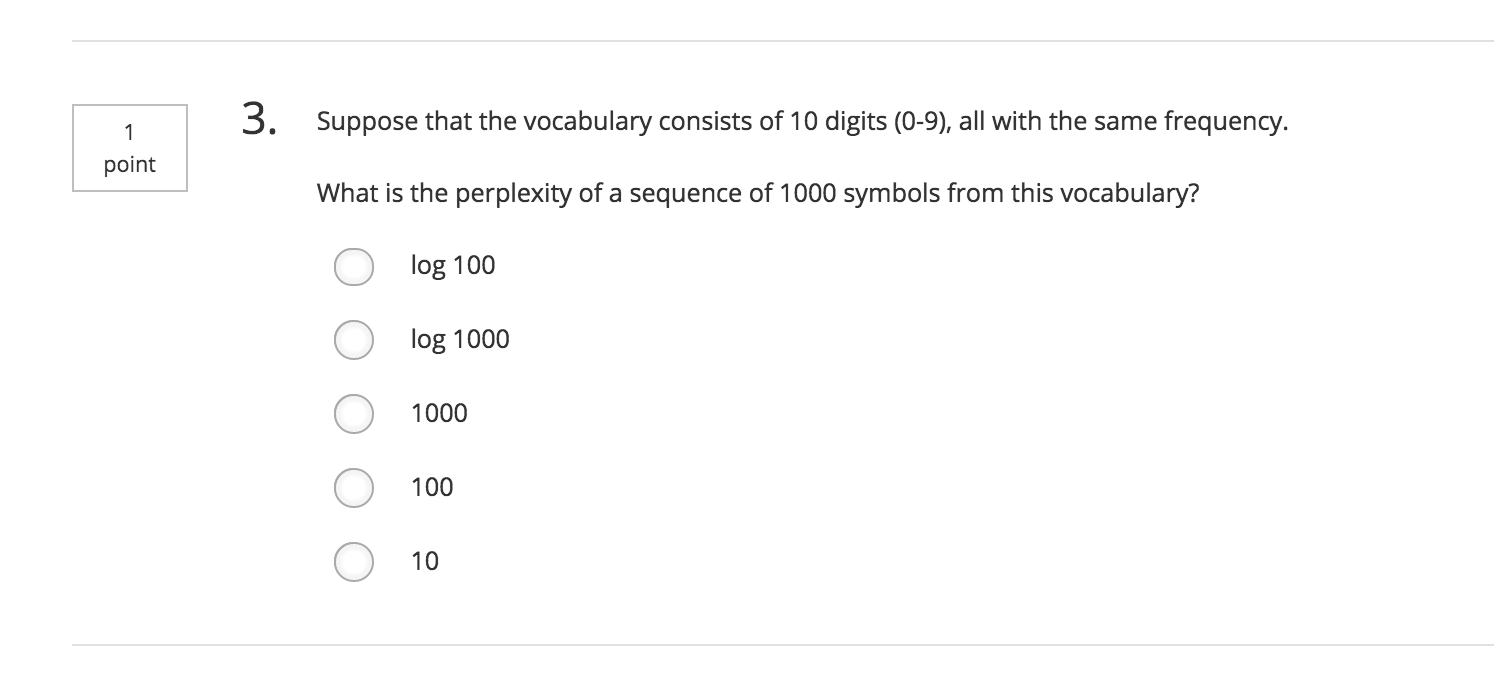 1
point
3.
Suppose that the vocabulary consists of 10 digits (0-9), all with the same frequency.
What is the perplexity of a sequence of 1000 symbols from this vocabulary?
log 100
log 1000
1000
100
10